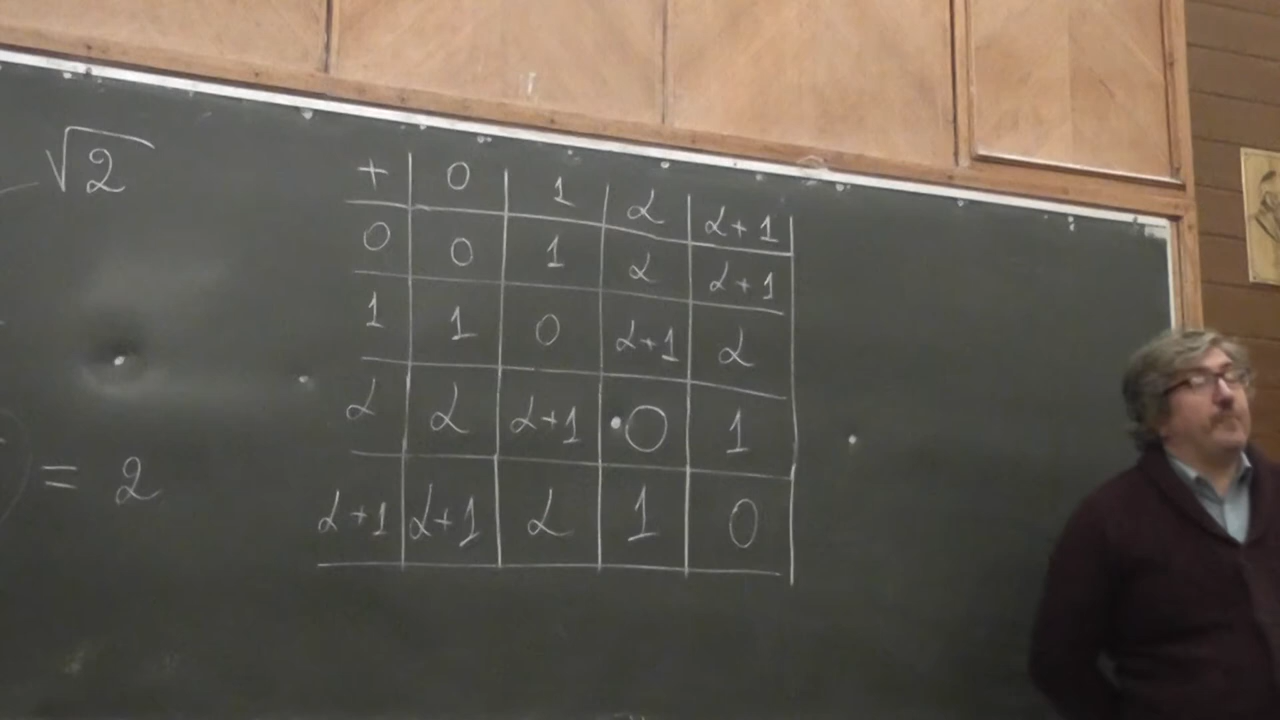 √2
= 2
+ 0 1 α α+1
0 0 1 α α+1
1 1 0 α+1 α
α α α+1 0 1
α+1 α+1 α 1 0